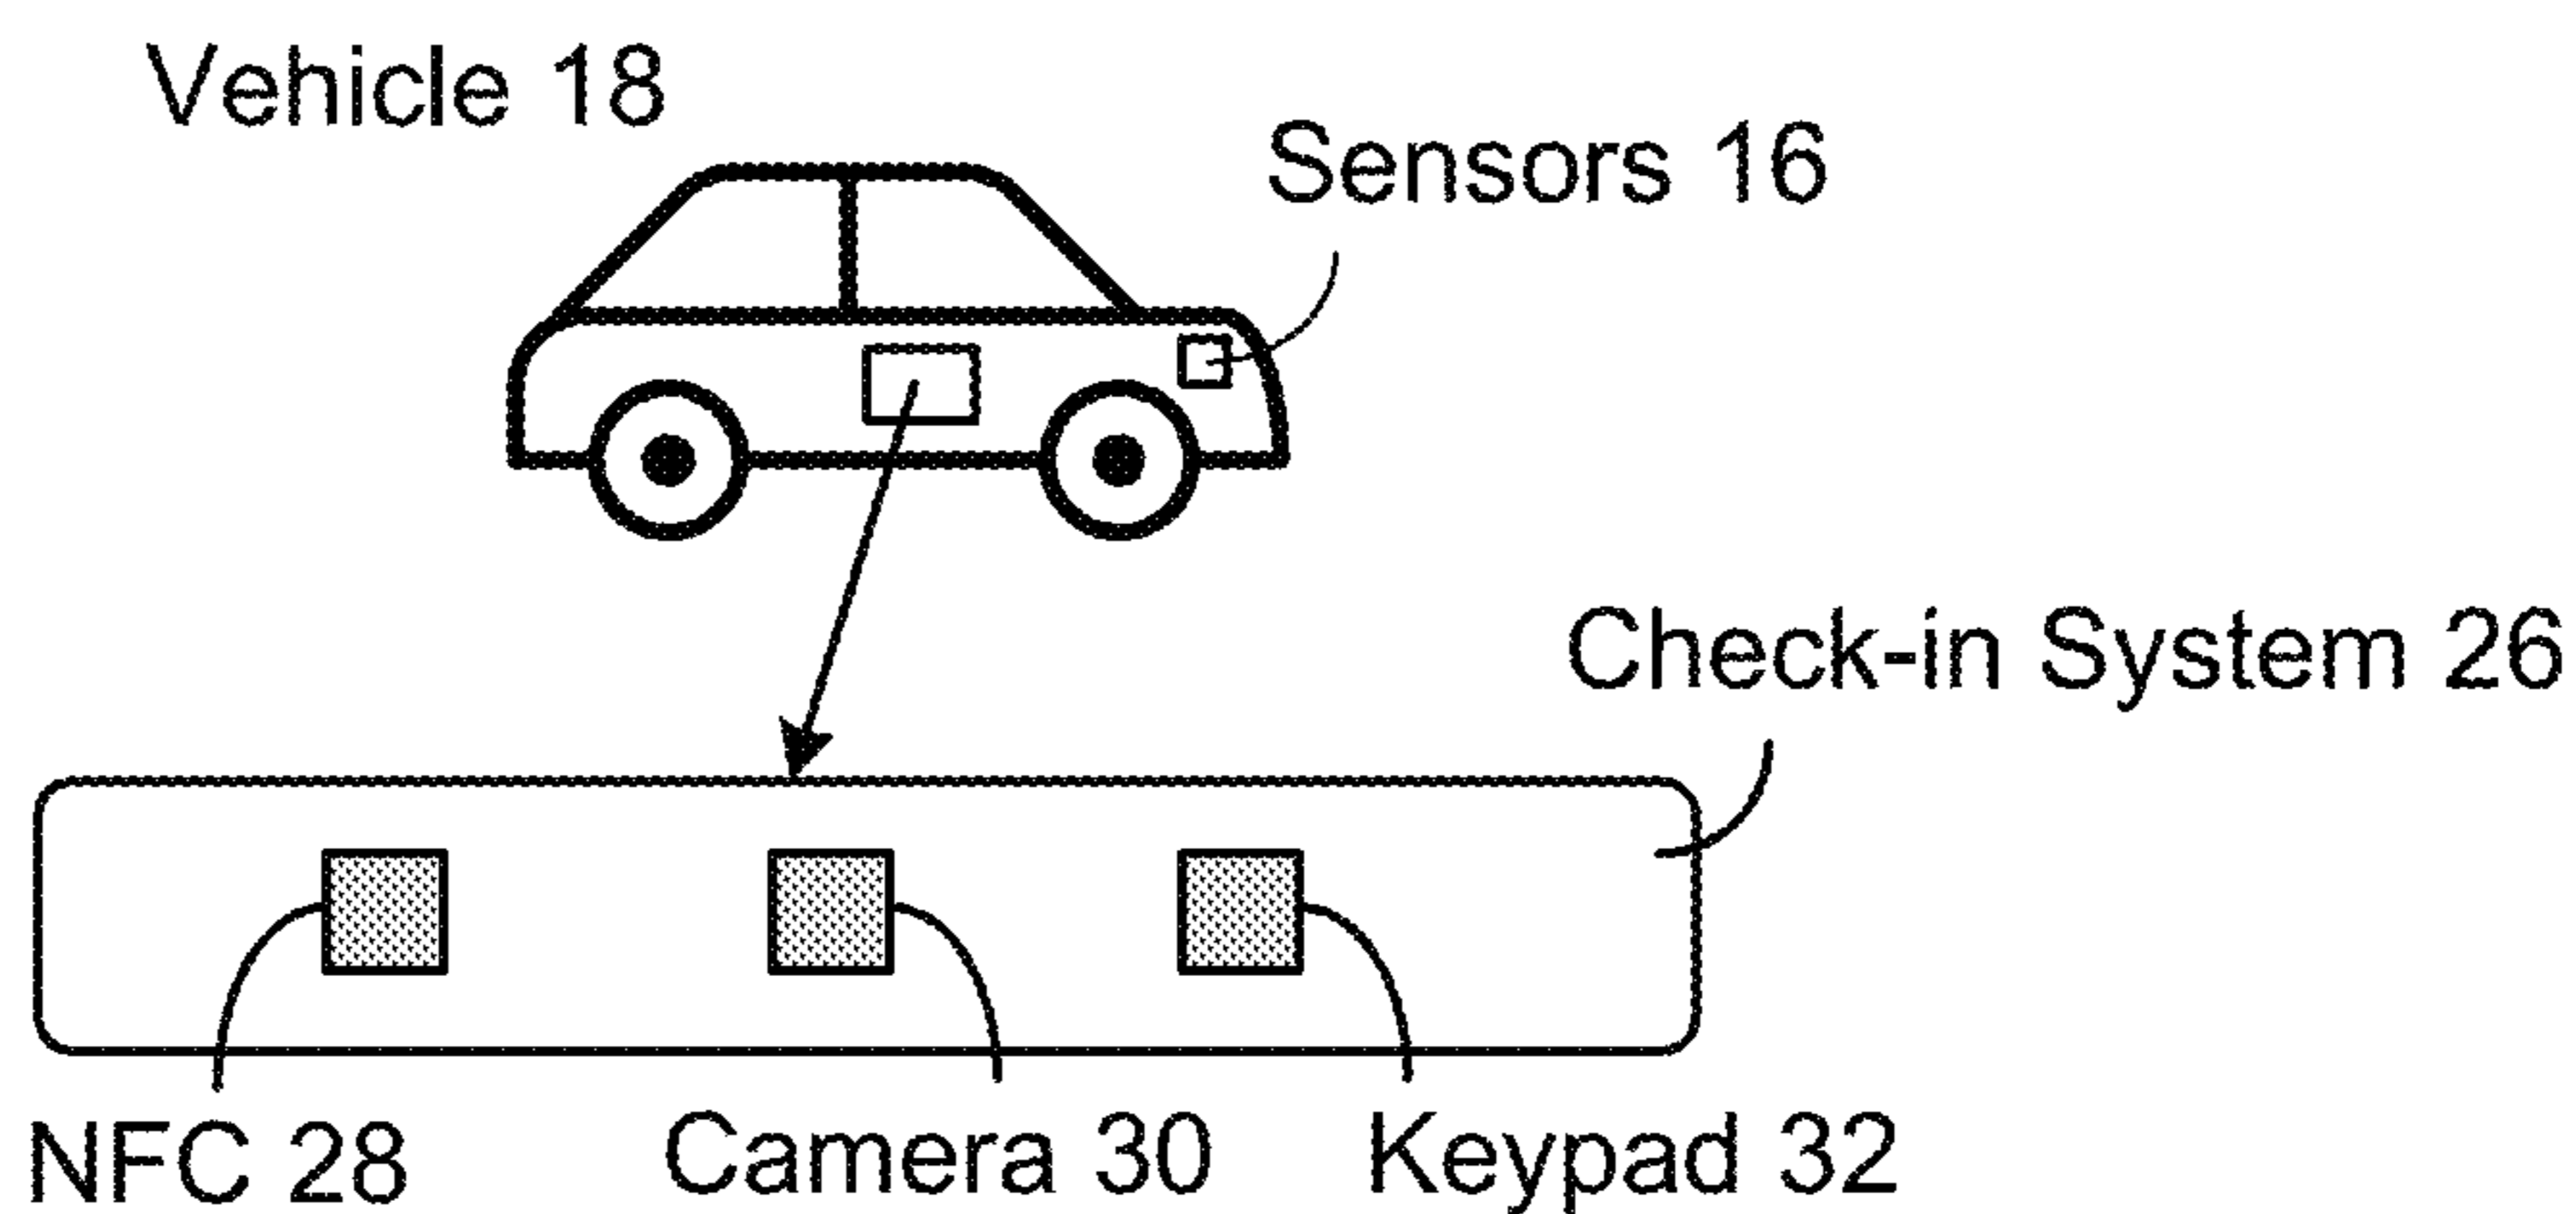 Vehicle 18
Sensors 16
Check-in System 26
NFC 28
Camera 30
Keypad 32